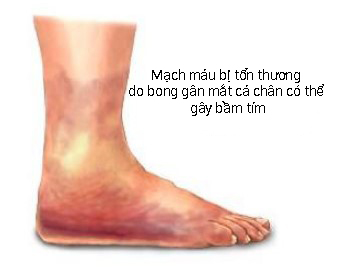 Mạch máu bị tổn thương
do bong gân mắt cá chân có thể
gây bầm tím